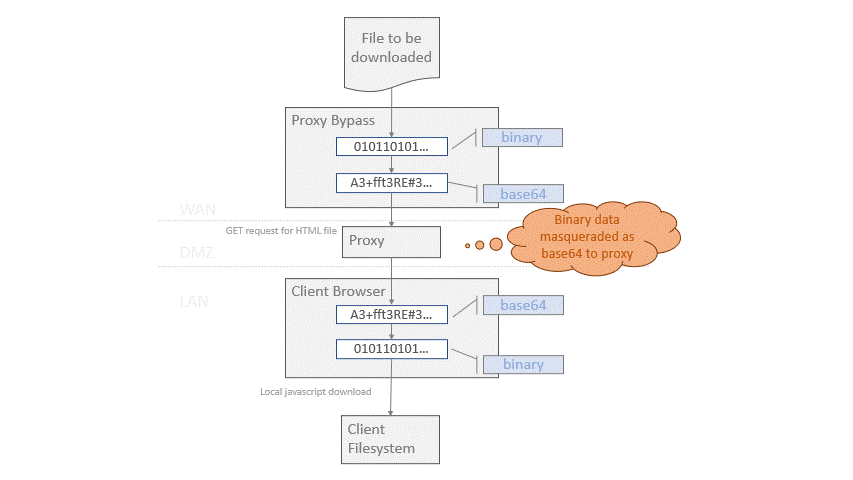 File to be
downloaded
Proxy Bypass
010110101...
binary
A3+fft3RE#3...
base64
WAN
GET request for HTML file
Proxy
Binary data
masqueraded as
base64 to proxy
DMZ
Client Browser
LAN
A3+fft3RE#3...
base64
010110101...
binary
Local javascript download
Client
Filesystem